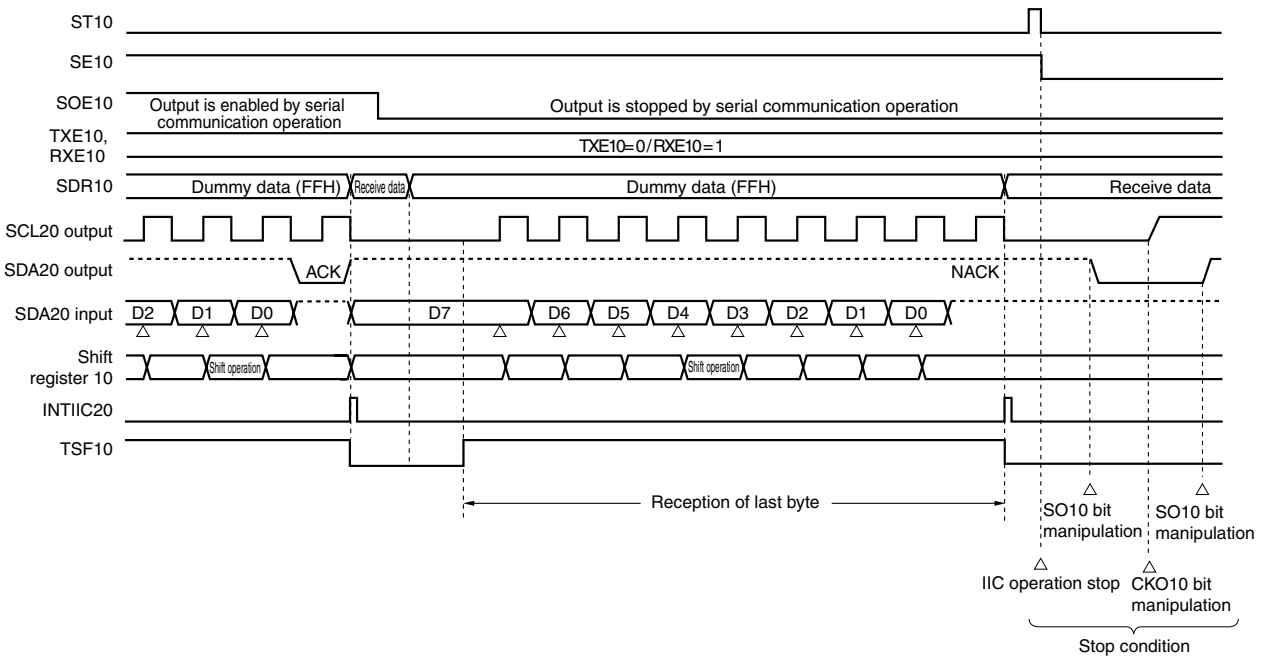 ST10
SE10
SOE10
Output is enabled by serial
communication operation
Output is stopped by serial communication operation
TXE10,
RXE10
TXE10=0/RXE10=1
SDR10
Dummy data (FFH)
Receive data
Dummy data (FFH)
Receive data
SCL20 output
SDA20 output
ACK
NACK
SDA20 input
D2
D1
D0
D7
D6
D5
D4
D3
D2
D1
D0
Shift
register 10
Shift operation
Shift operation
INTIIC20
TSF10
Reception of last byte
SO10 bit
manipulation
SO10 bit
manipulation
IIC operation stop
CKO10 bit
manipulation
Stop condition